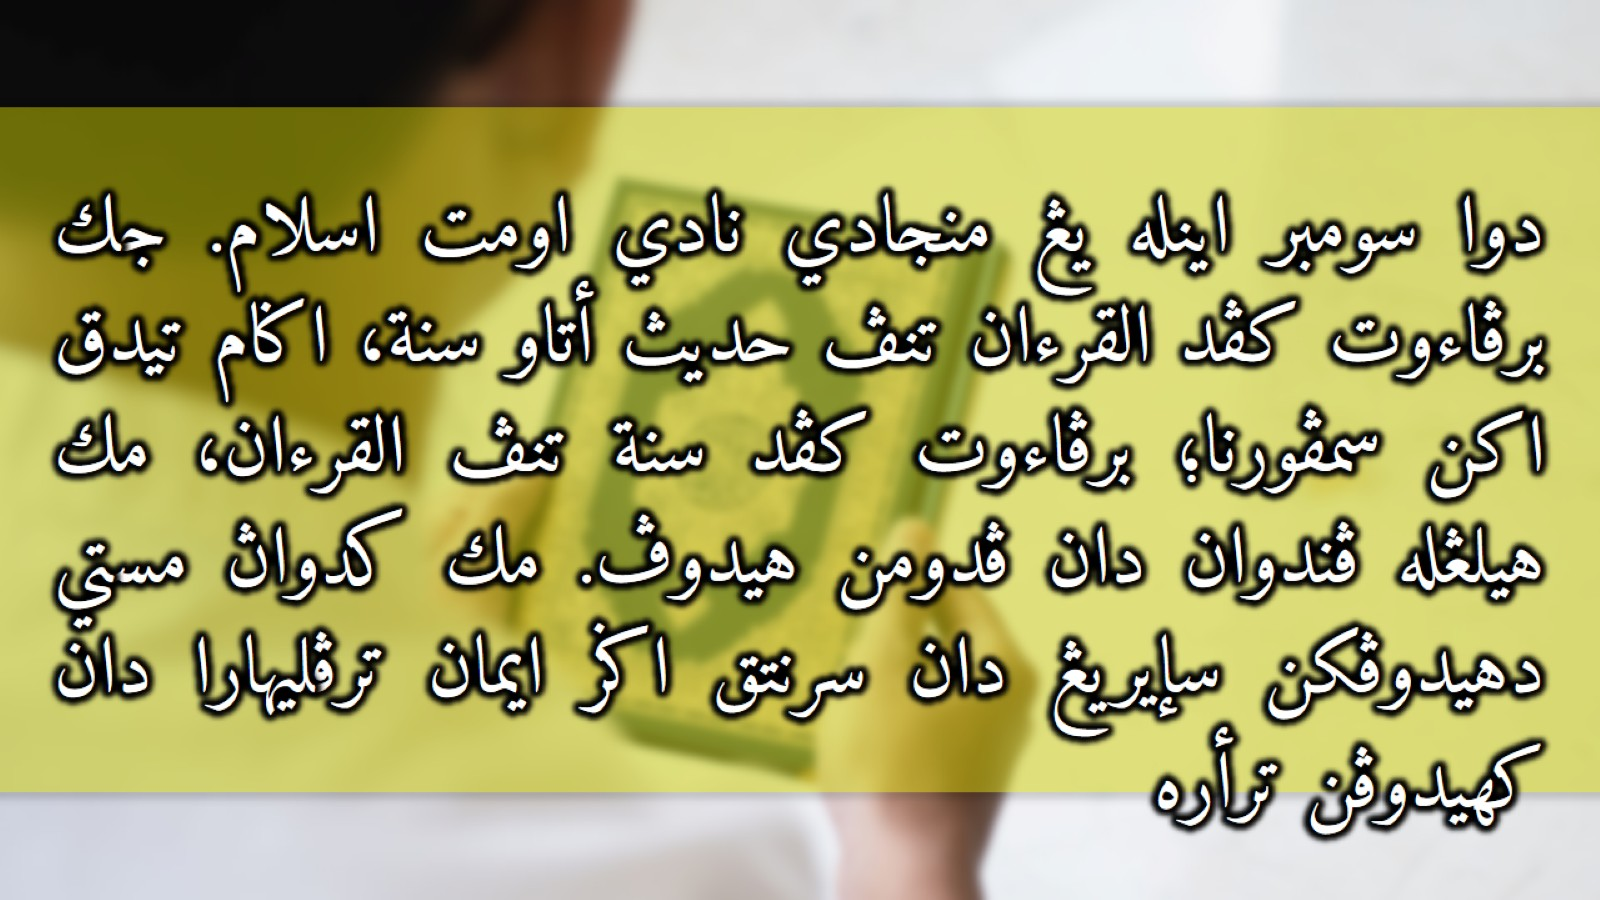 دوا سومبر اينله يڠ منجادي نادي اومت اسلام. جك
برڤاءوت كڤد القرءان تنڤ حديث أتاو سنة، اݢام تيدق
اكن سمڤورنا؛ برڤاءوت كڤد سنة تنڤ القرءان، مك
هيلڠله ڤندوان دان ڤدومن هيدوڤ. مك كدواڽ مستي
دهيدوڤكن سإيريڠ دان سرنتق اݢر ايمان ترڤليهارا دان
كهيدوڤن ترأره